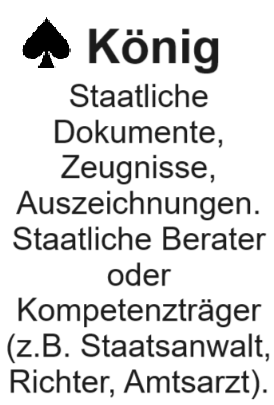 ♠ König
Staatliche
Dokumente,
Zeugnisse,
Auszeichnungen.
Staatliche Berater
oder
Kompetenzträger
(z.B. Staatsanwalt,
Richter, Amtsarzt).